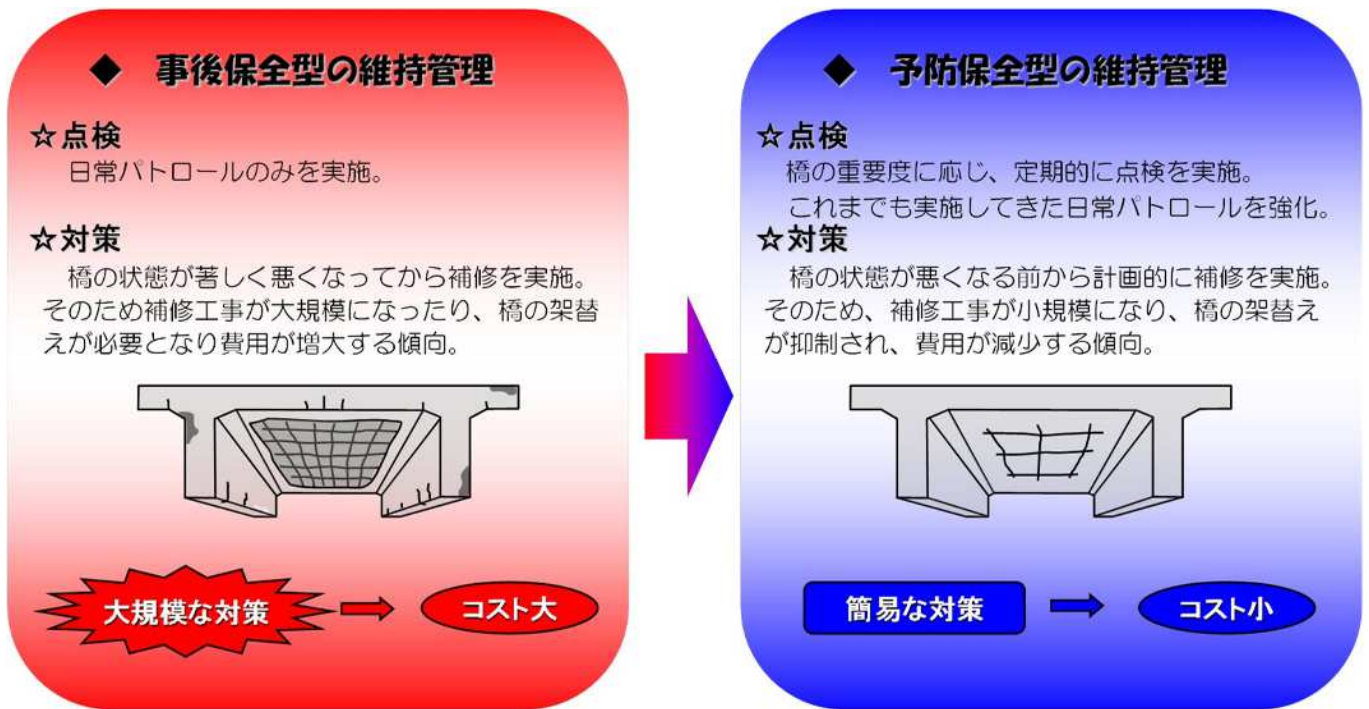 ◆ 事後保全型の維持管理
☆点検
日常パトロールのみを実施。
☆対策
橋の状態が著しく悪くなってから補修を実施。
そのため補修工事が大規模になったり、橋の架替
えが必要となり費用が増大する傾向。
大規模な対策
コスト大
◆ 予防保全型の維持管理
☆点検
橋の重要度に応じ、定期的に点検を実施。
これまでも実施してきた日常パトロールを強化。
☆対策
橋の状態が悪くなる前から計画的に補修を実施。
そのため、補修工事が小規模になり、橋の架替え
が抑制され、費用が減少する傾向。
簡易な対策
コスト小